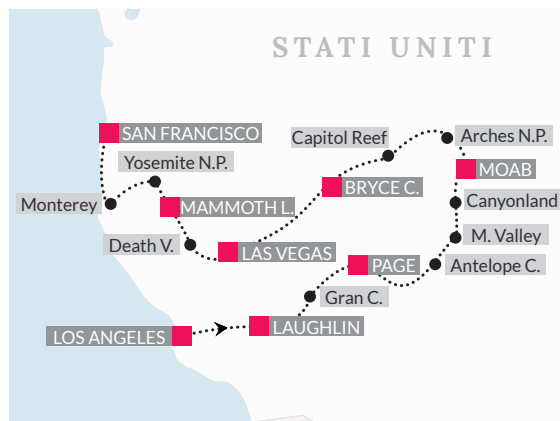 STATI UNITI
SAN FRANCISCO
Capitol Reef
Arches N.P.
Yosemite N.P.
MOAB
BRYCE C.
Monterey
MAMMOTH L.
Canyonland
Death V.
M. Valley
LAS VEGAS
PAGE
Antelope C.
Gran C.
LAUGHLIN
LOS ANGELES